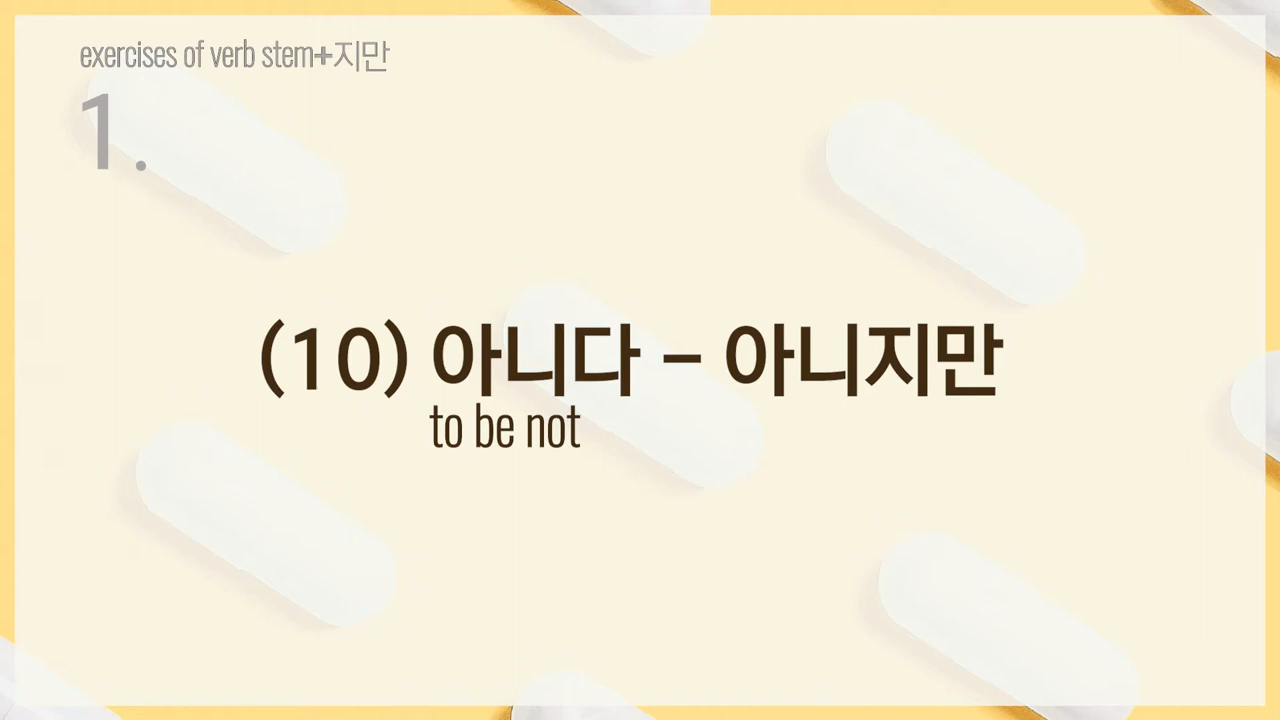 exercises of verb stem+지만
1.
(10) 아니다 - 아니지만
to be not